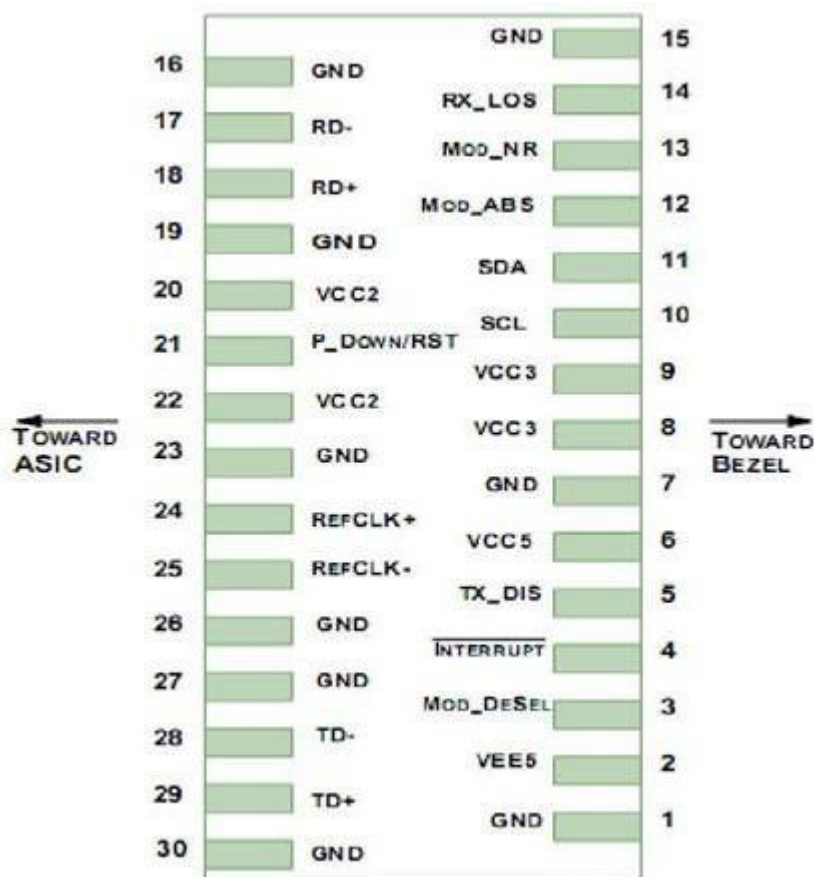 GND 15
16 GND
RX_LOS 14
17 RD-
MOD_NR 13
18 RD+
MOD_ABS 12
19 GND
SDA 11
20 VCC2
SCL 10
21 P_DOWN/RST
VCC3 9
22 VCC2
VCC3 8
TOWARD
ASIC
TOWARD
BEZEL
23 GND
GND 7
24 REFCLK+
VCC5 6
25 REFCLK-
TX_DIS 5
26 GND
INTERRUPT 4
27 GND
MOD_DESEL 3
28 TD-
VEE5 2
29 TD+
GND 1
30 GND